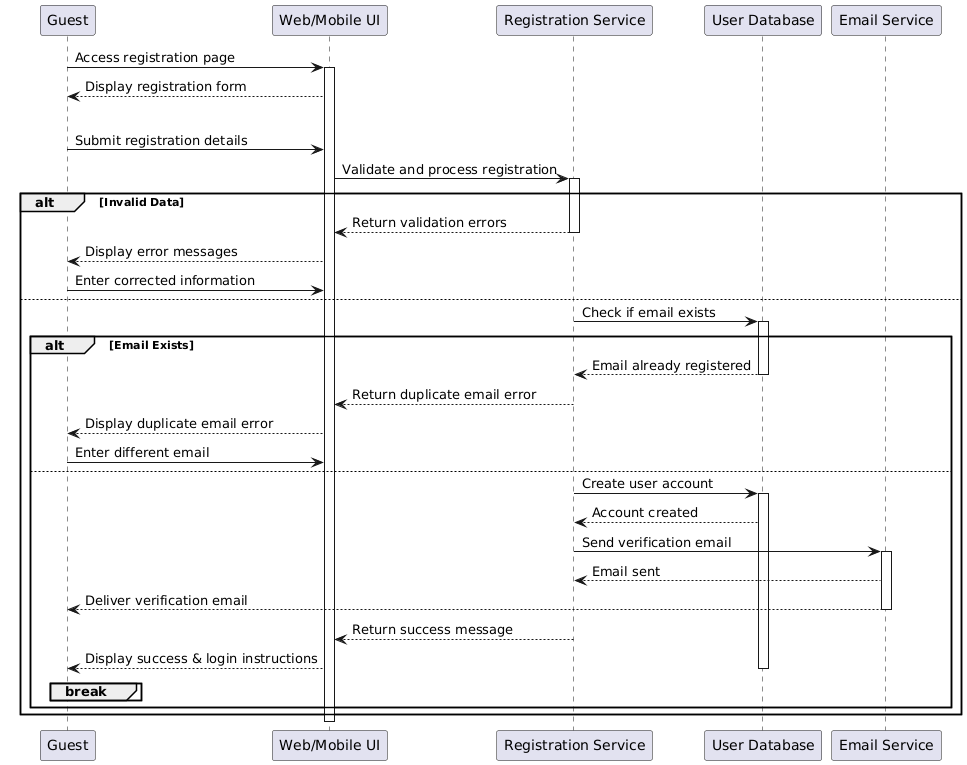 Guest
Web/Mobile UI
Registration Service
User Database
Email Service
Access registration page
Display registration form
Submit registration details
Validate and process registration
alt
[Invalid Data]
Return validation errors
Display error messages
Enter corrected information
Check if email exists
alt
[Email Exists]
Email already registered
Return duplicate email error
Display duplicate email error
Enter different email
Create user account
Account created
Send verification email
Email sent
Deliver verification email
Return success message
Display success & login instructions
break
Guest
Web/Mobile UI
Registration Service
User Database
Email Service